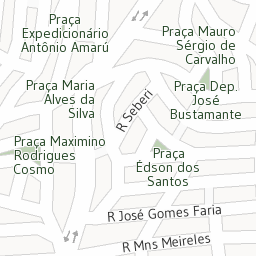 Praça
Expedicionário
Antônio Amarú
Praça Mauro
Sérgio de
Carvalho
Praça Maria
Alves da
Silva
Praça Dep.
José
Bustamante
R Seberi
Praça Maximino
Rodrigues
Cosmo
Praça
Édson dos
Santos
R José Gomes Faria
R Mns Meireles